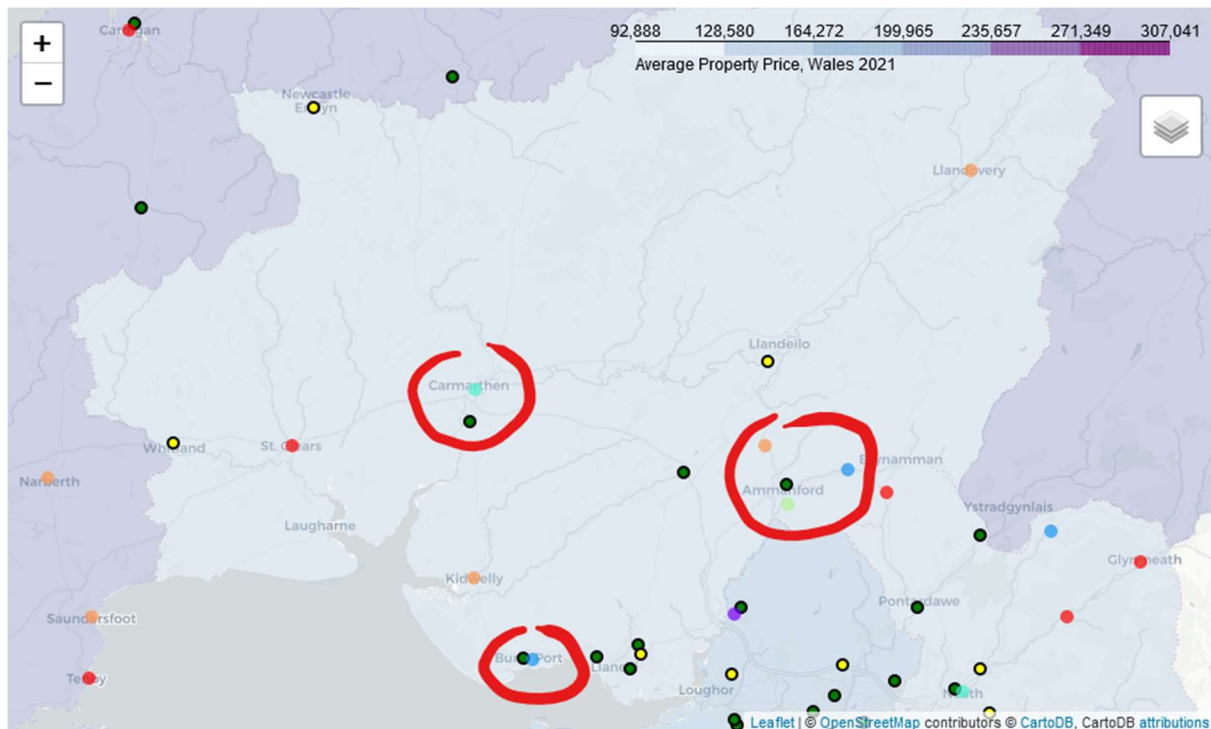 +
−
92,888 128,580 164,272 199,965 235,657 271,349 307,041
Average Property Price, Wales 2021
Cardigan
Newcastle
Emlyn
Llandovery
Llandeilo
Carmarthen
Whitland
St. Clears
Brynamman
Narberth
Ammanford
Ystradgynlais
Laugharne
Glynneath
Kidwelly
Pontardawe
Saundersfoot
Burry Port
Llanelli
Tenby
Loughor
Neath
Leaflet | © OpenStreetMap contributors © CartoDB, CartoDB attributions